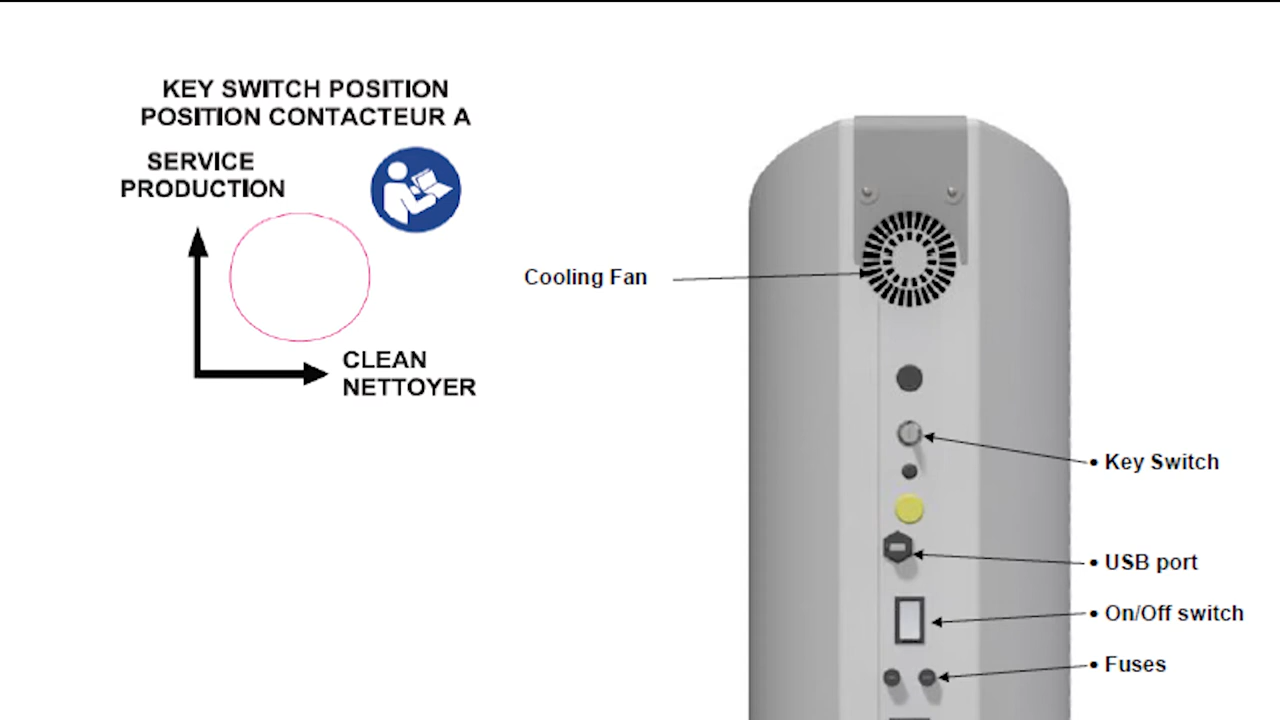 KEY SWITCH POSITION
POSITION CONTACTEUR A
SERVICE
PRODUCTION
CLEAN
NETTOYER
Cooling Fan
• Key Switch
• USB port
• On/Off switch
• Fuses